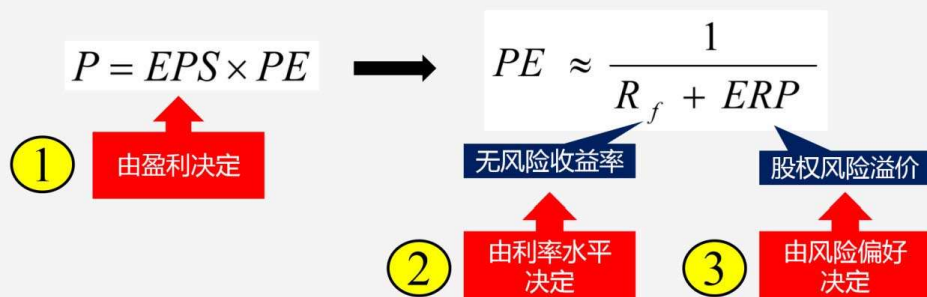 P = EPS × PE
PE ≈ 1 / (R_f + ERP)
1
由盈利决定
无风险收益率
股权风险溢价
2
由利率水平
决定
3
由风险偏好
决定